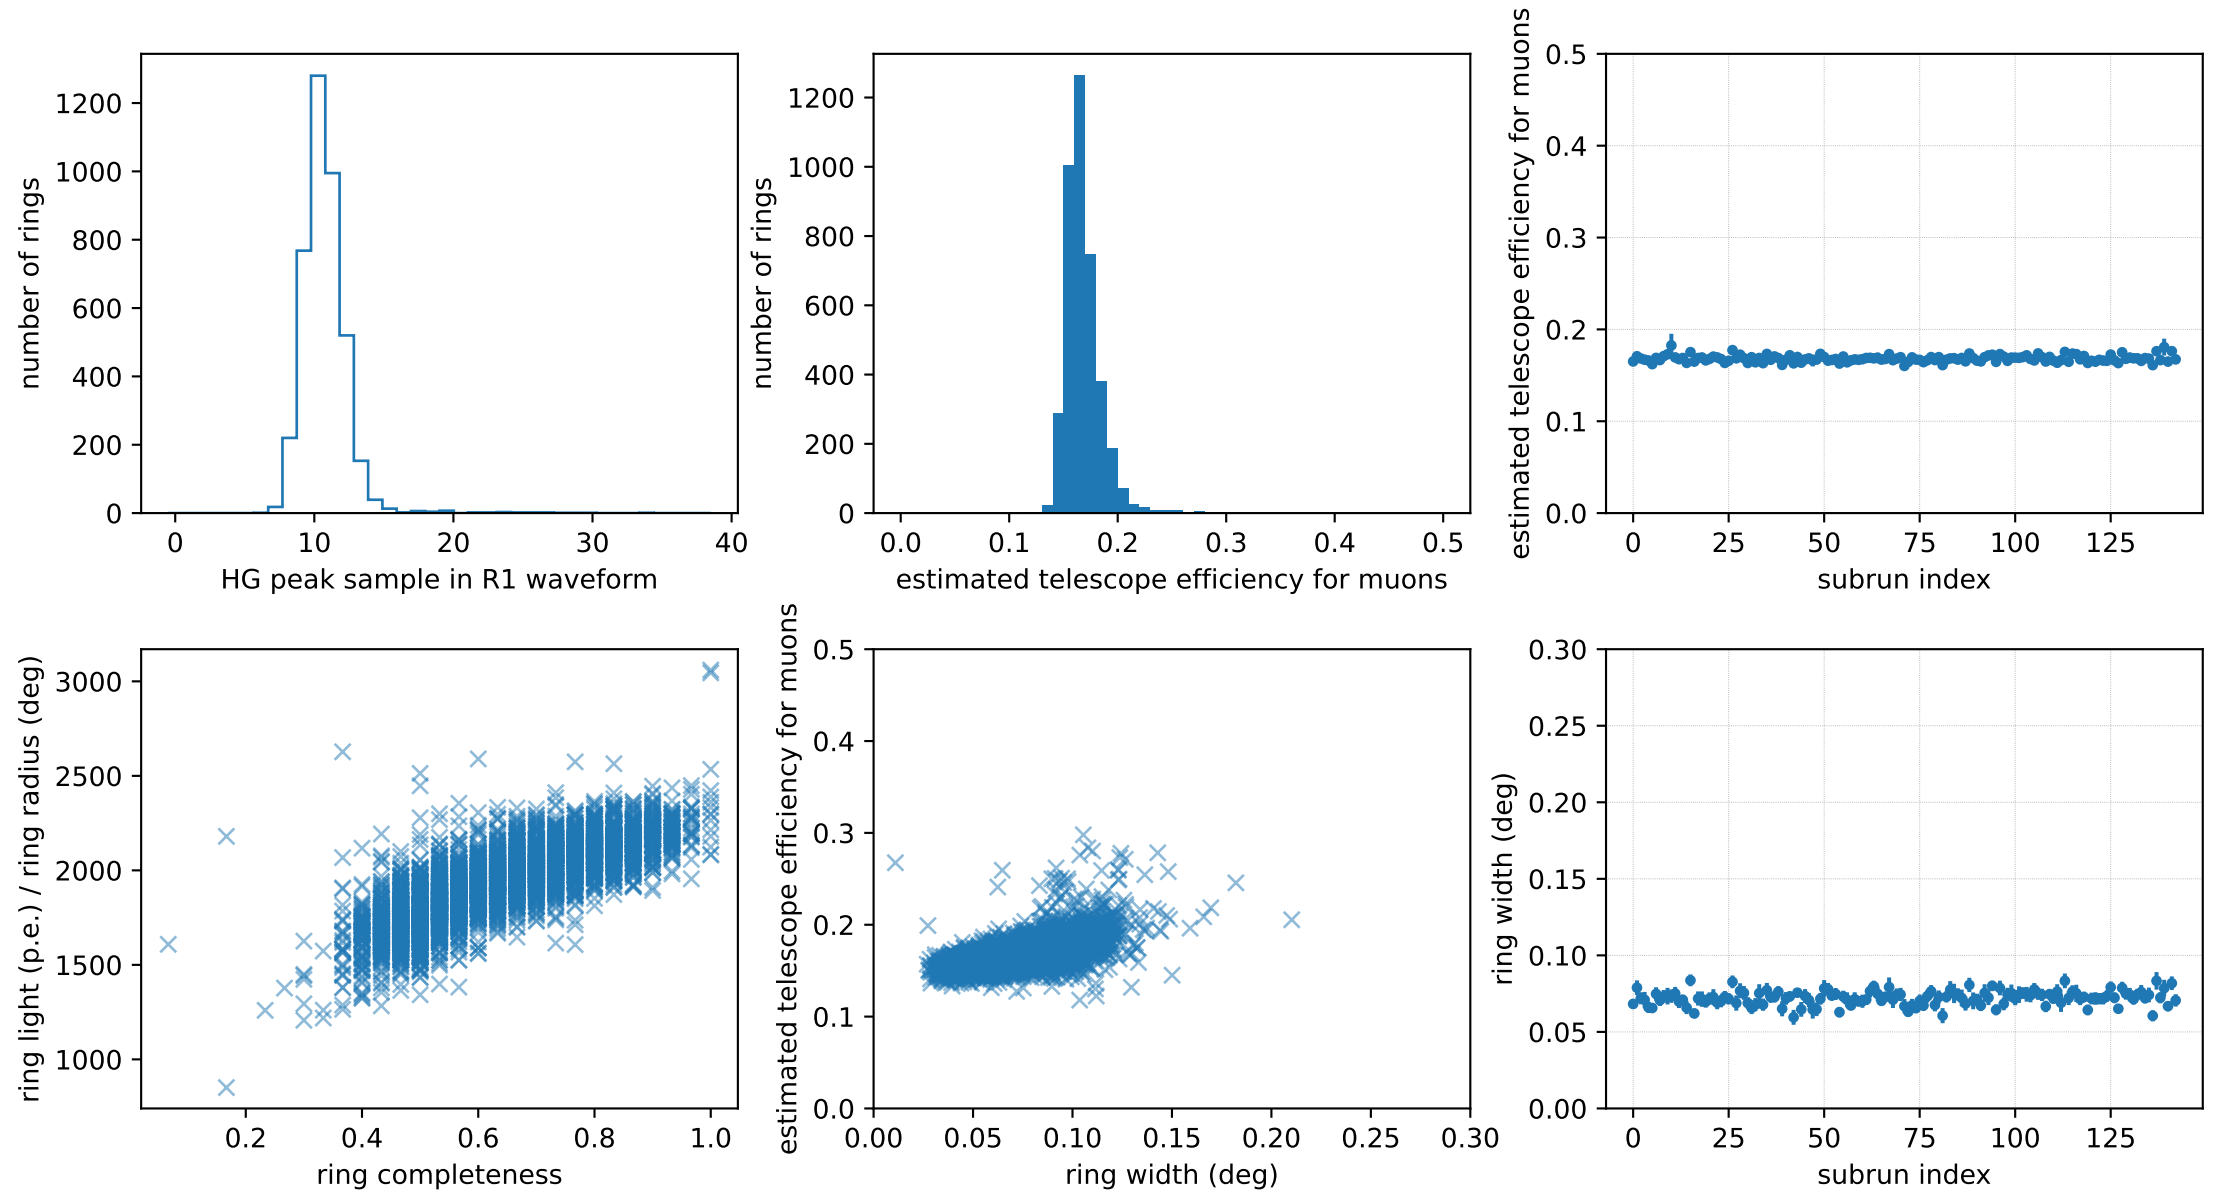 number of rings
1200
1000
800
600
400
200
0
0 10 20 30 40
HG peak sample in R1 waveform
number of rings
1200
1000
800
600
400
200
0
0.0 0.1 0.2 0.3 0.4 0.5
estimated telescope efficiency for muons
estimated telescope efficiency for muons
0.5
0.4
0.3
0.2
0.1
0.0
0 25 50 75 100 125
subrun index
ring light (p.e.) / ring radius (deg)
3000
2500
2000
1500
1000
0.2 0.4 0.6 0.8 1.0
ring completeness
estimated telescope efficiency for muons
0.5
0.4
0.3
0.2
0.1
0.0
0.00 0.05 0.10 0.15 0.20 0.25 0.30
ring width (deg)
ring width (deg)
0.30
0.25
0.20
0.15
0.10
0.05
0.00
0 25 50 75 100 125
subrun index